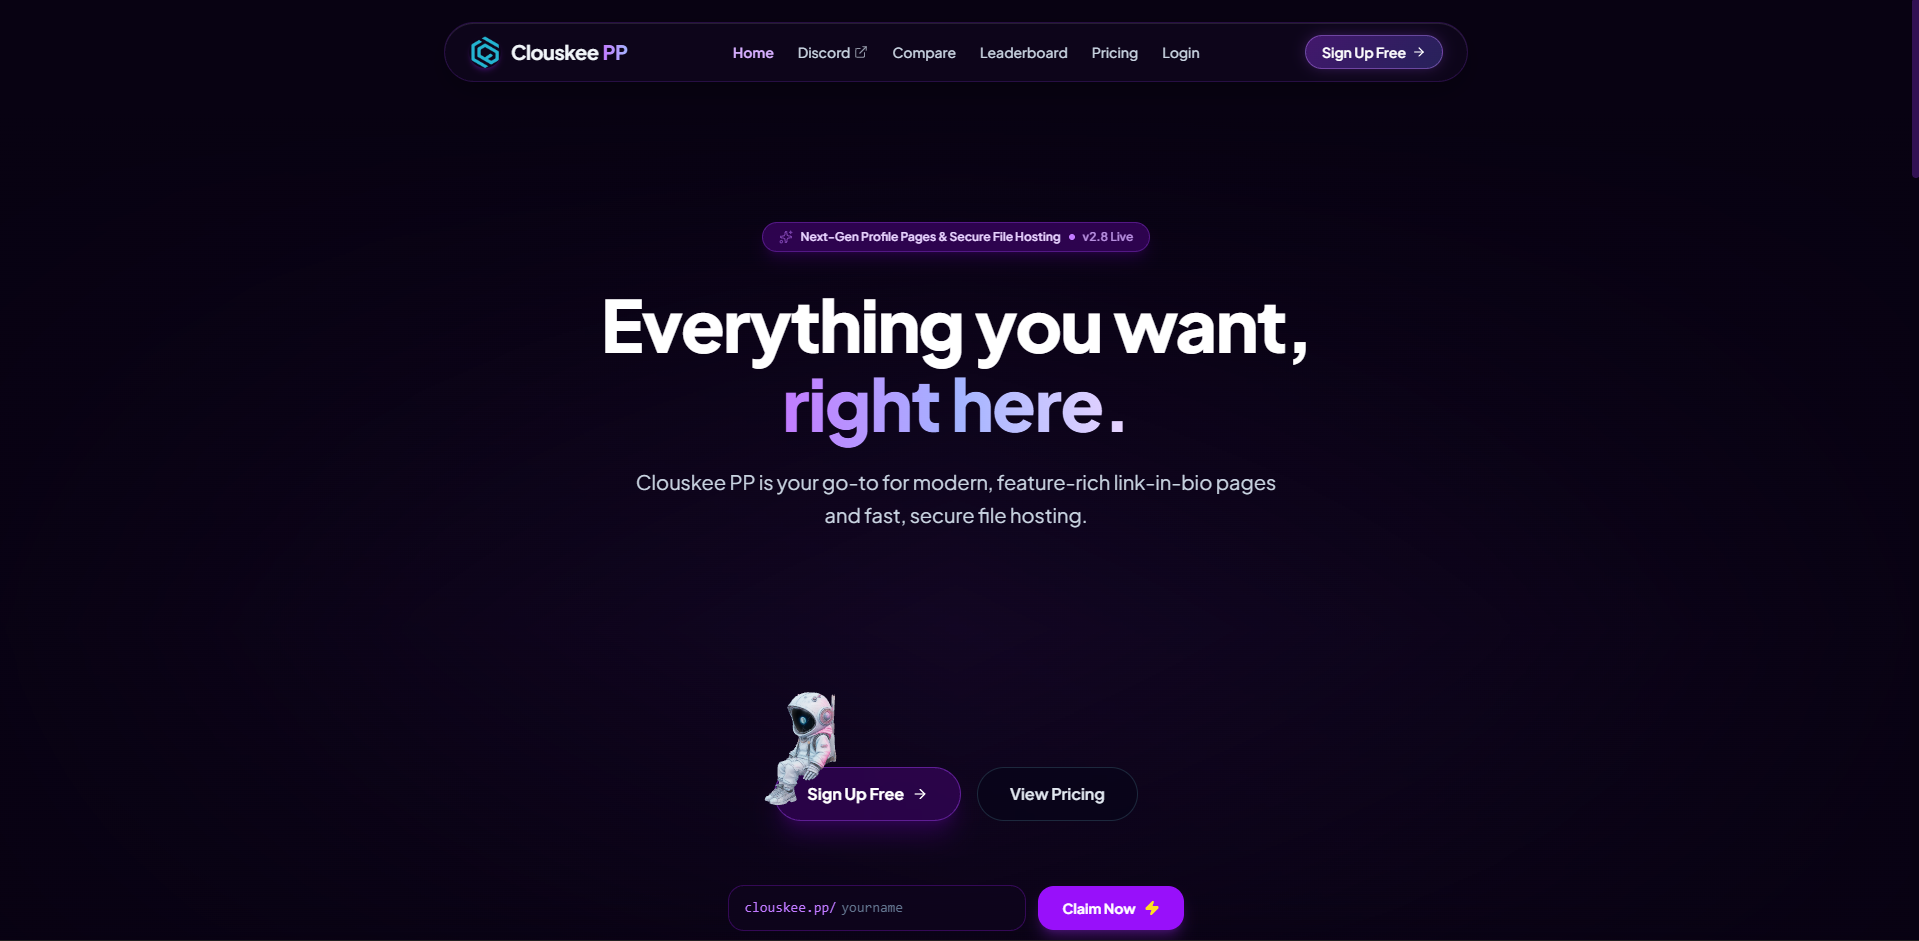 Clouskee PP
Home
Discord
Compare
Leaderboard
Pricing
Login
Sign Up Free
Next-Gen Profile Pages & Secure File Hosting
v2.8 Live
Everything you want,
right here.
Clouskee PP is your go-to for modern, feature-rich link-in-bio pages
and fast, secure file hosting.
Sign Up Free
View Pricing
clouskee.pp/ yourname
Claim Now